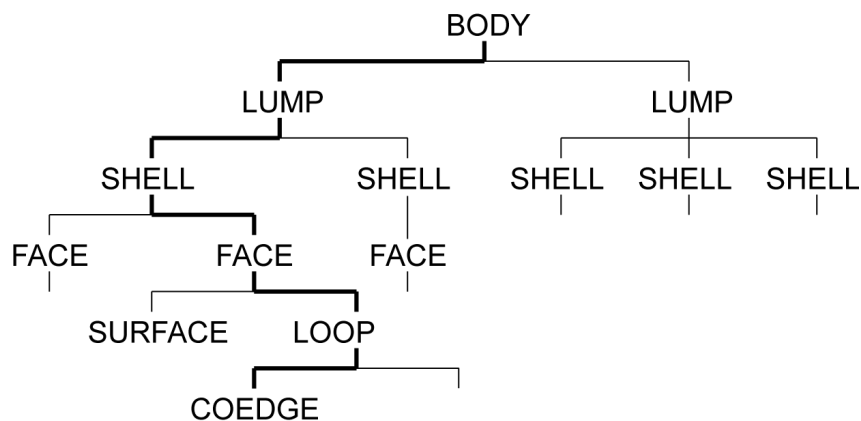 BODY
LUMP LUMP
SHELL SHELL SHELL SHELL SHELL
FACE FACE FACE
SURFACE LOOP
COEDGE